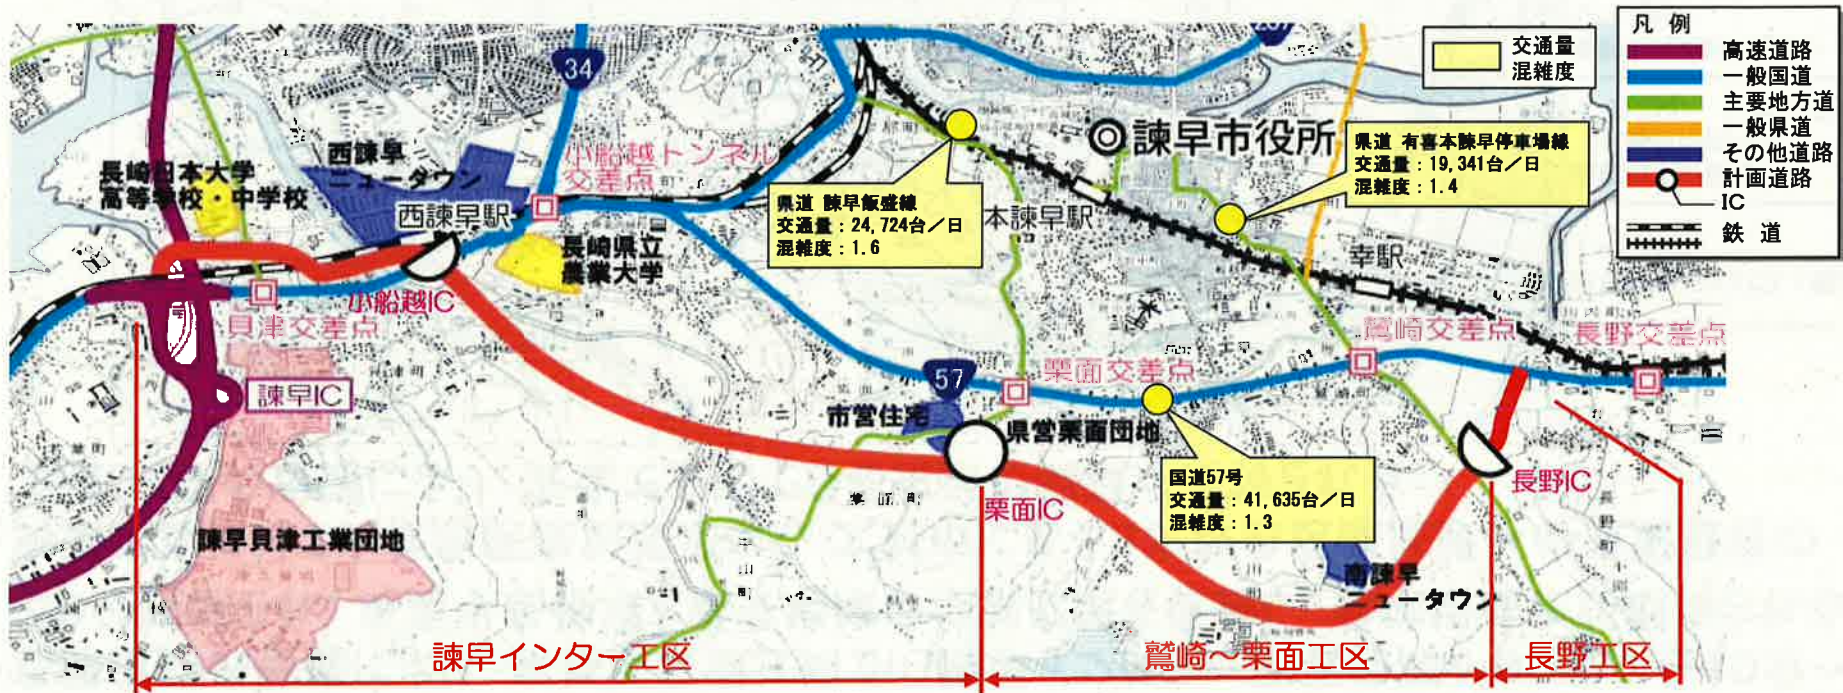 凡 例
高速道路
一般国道
主要地方道
一般県道
その他道路
計画道路
IC
鉄 道
交通量
混雑度
34
長崎日本大学
高等学校・中学校
西諫早
ニュータウン
小船越トンネル
交差点
西諫早駅
長崎県立
農業大学
小船越IC
貝津交差点
諫早IC
諫早貝津工業団地
諫早市役所
県道 諫早飯盛線
交通量：24,724台／日
混雑度：1.6
県道 有喜本諫早停車場線
交通量：19,341台／日
混雑度：1.4
本諫早駅
幸駅
鷲崎交差点
長野交差点
57
栗面交差点
市営住宅
県営栗面団地
栗面IC
国道57号
交通量：41,635台／日
混雑度：1.3
長野IC
南諫早
ニュータウン
諫早インター工区
鷲崎～栗面工区
長野工区